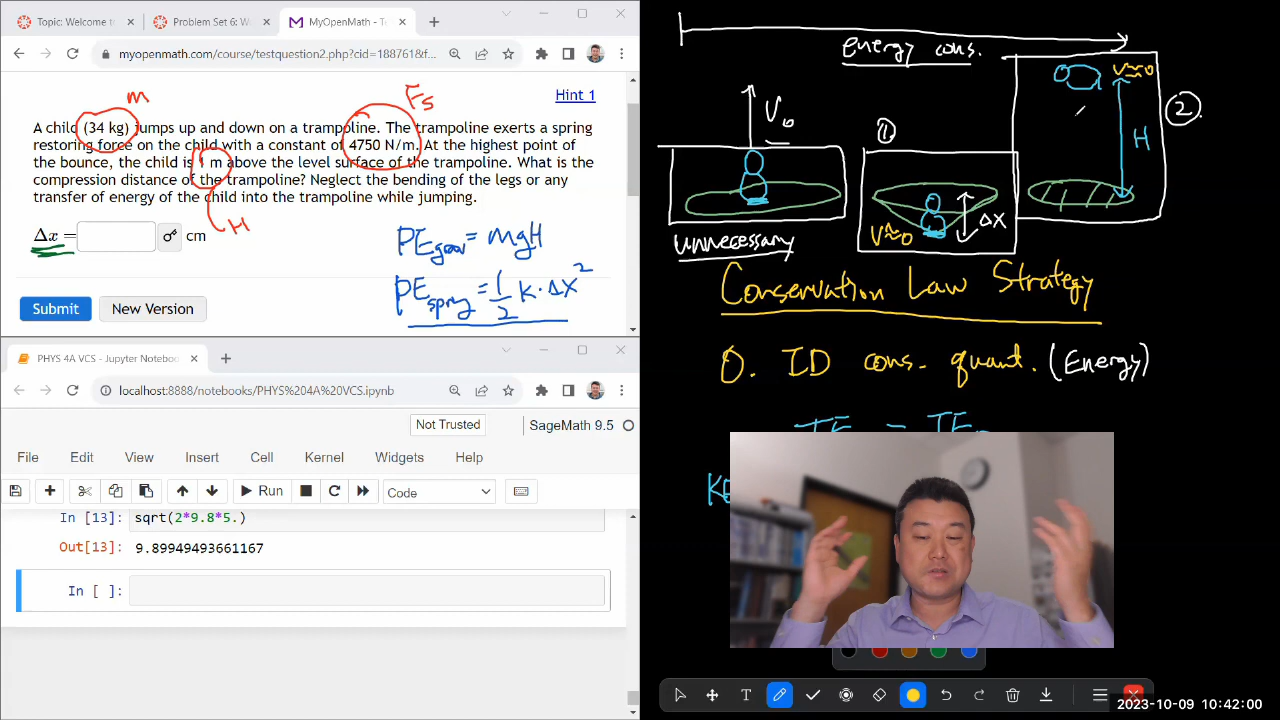 Topic: Welcome to
Problem Set 6: W
MyOpenMath - Te
myopenmath.com/course/testquestion2.php?cid=188761&f...
Hint 1
m
Fs
A child (34 kg) jumps up and down on a trampoline. The trampoline exerts a spring
restoring force on the child with a constant of 4750 N/m. At the highest point of
the bounce, the child is 1 m above the level surface of the trampoline. What is the
compression distance of the trampoline? Neglect the bending of the legs or any
transfer of energy of the child into the trampoline while jumping.
H
Δx = cm
PEgrav = mgH
PEspring = 1/2 K · Δx²
Submit
New Version
PHYS 4A VCS - Jupyter Noteboo
localhost:8888/notebooks/PHYS%204A%20VCS.ipynb
Not Trusted
SageMath 9.5
File Edit View Insert Cell Kernel Widgets Help
Run
Code
In [13]: sqrt(2*9.8*5.)
Out[13]: 9.89949493661167
In [ ]:
energy cons.
V₀
unnecessary
①
V≈0
Δx
V≈0
H
②
Conservation Law Strategy
0. ID cons. quant. (Energy)
2023-10-09 10:42:00